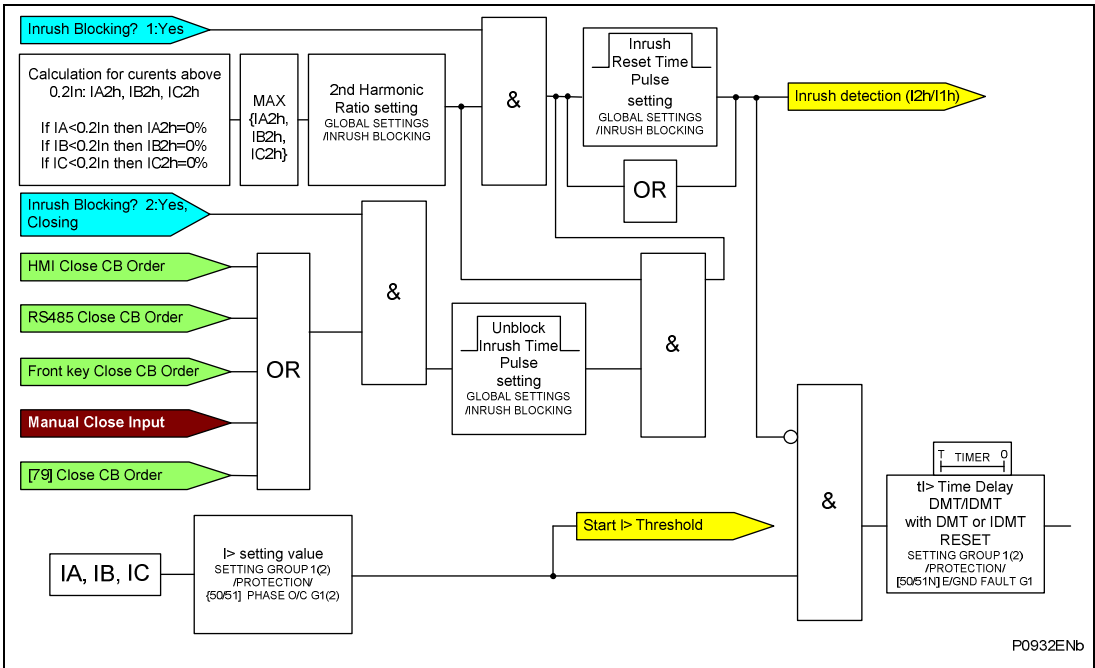 Inrush Blocking?  1:Yes
Calculation for curents above
0.2In: IA2h, IB2h, IC2h
If IA<0.2In then IA2h=0%
If IB<0.2In then IB2h=0%
If IC<0.2In then IC2h=0%
MAX
{IA2h,
IB2h,
IC2h}
2nd Harmonic
Ratio setting
GLOBAL SETTINGS
/INRUSH BLOCKING
&
Inrush
Reset Time
Pulse
setting
GLOBAL SETTINGS
/INRUSH BLOCKING
OR
Inrush detection (I2h/I1h)
Inrush Blocking?  2:Yes,
Closing
HMI Close CB Order
RS485 Close CB Order
Front key Close CB Order
Manual Close Input
[79] Close CB Order
OR
&
Unblock
Inrush Time
Pulse
setting
GLOBAL SETTINGS
/INRUSH BLOCKING
&
IA, IB, IC
I> setting value
SETTING GROUP 1(2)
/PROTECTION/
{50/51]  PHASE O/C G1(2)
Start I> Threshold
&
T TIMER 0
tI> Time Delay
DMT/IDMT
with DMT or IDMT
RESET
SETTING GROUP 1(2)
/PROTECTION/
[50/51N] E/GND FAULT G1
P0932ENb